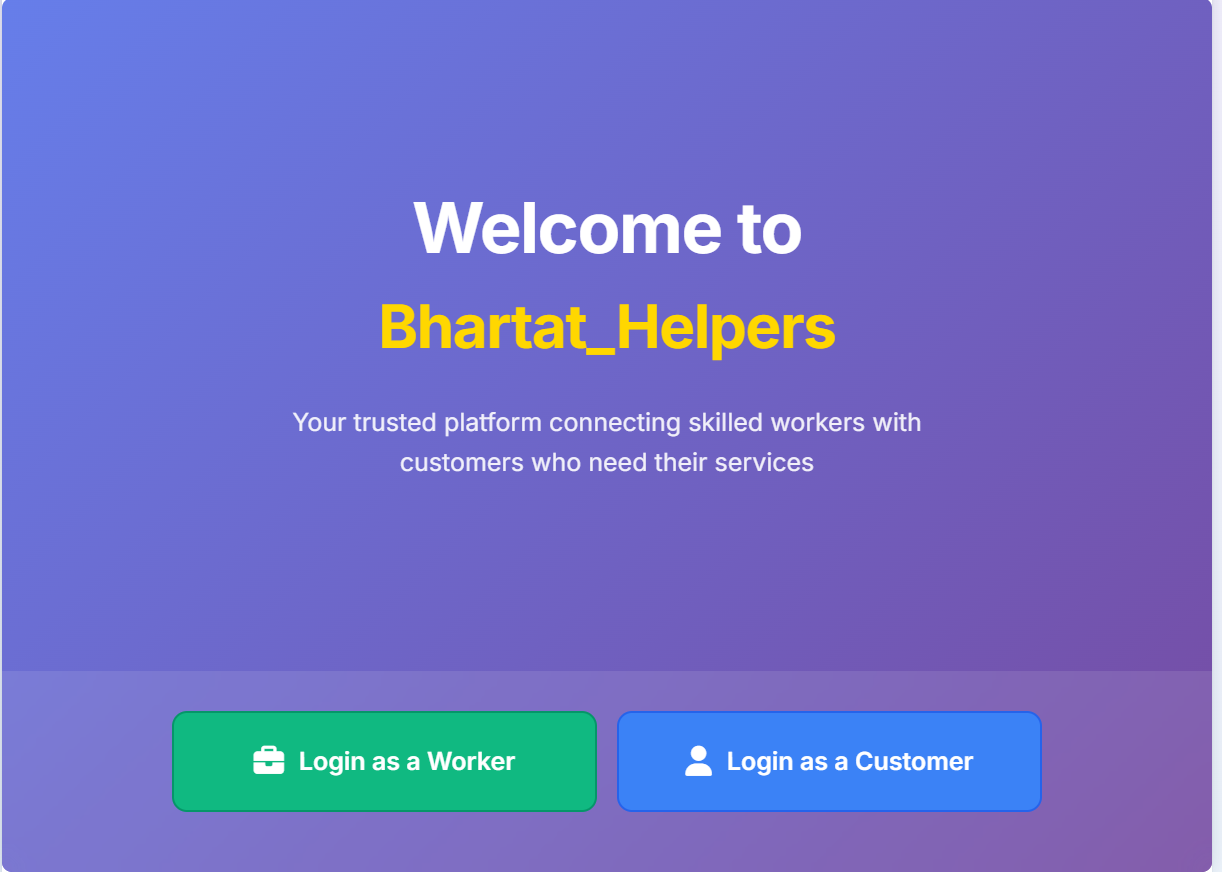 Welcome to
Bhartat_Helpers
Your trusted platform connecting skilled workers with
customers who need their services
Login as a Worker
Login as a Customer